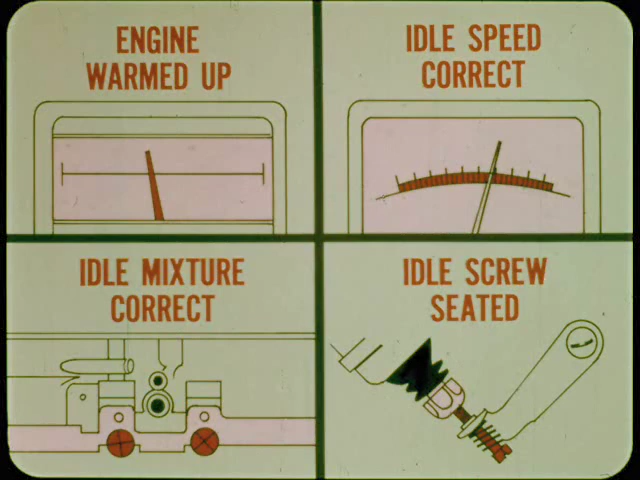 ENGINE
WARMED UP
IDLE SPEED
CORRECT
IDLE MIXTURE
CORRECT
IDLE SCREW
SEATED